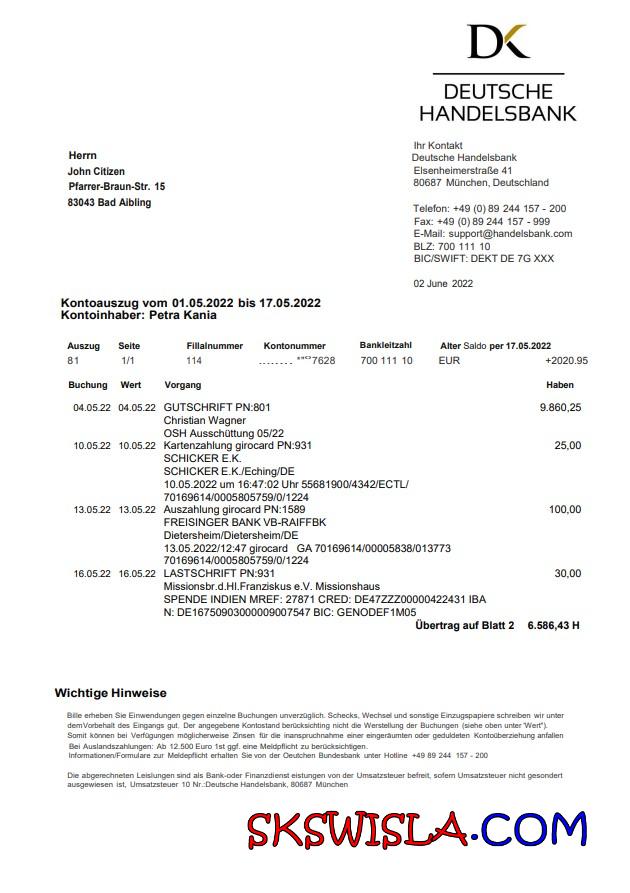 DK
DEUTSCHE
HANDELSBANK
Ihr Kontakt
Deutsche Handelsbank
Elsenheimerstraße 41
80687 München, Deutschland
Herrn
John Citizen
Pfarrer-Braun-Str. 15
83043 Bad Aibling
Telefon: +49 (0) 89 244 157 - 200
Fax: +49 (0) 89 244 157 - 999
E-Mail: support@handelsbank.com
BLZ: 700 111 10
BIC/SWIFT: DEKT DE 7G XXX
02 June 2022
Kontoauszug vom 01.05.2022 bis 17.05.2022
Kontoinhaber: Petra Kania
Auszug Seite Fillalnummer Kontonummer Bankleitzahl Alter Saldo per 17.05.2022
81 1/1 114 7628 700 111 10 EUR +2020.95
Buchung Wert Vorgang Haben
04.05.22 04.05.22 GUTSCHRIFT PN:801 9.860,25
Christian Wagner
OSH Ausschüttung 05/22
10.05.22 10.05.22 Kartenzahlung girocard PN:931 25,00
SCHICKER E.K.
SCHICKER E.K./Eching/DE
10.05.2022 um 16:47:02 Uhr 55681900/4342/ECTL/
70169614/0005805759/0/1224
13.05.22 13.05.22 Auszahlung girocard PN:1589 100,00
FREISINGER BANK VB-RAIFFBK
Dietersheim/Dietersheim/DE
13.05.2022/12:47 girocard GA 70169614/00005838/013773
70169614/0005805759/0/1224
16.05.22 16.05.22 LASTSCHRIFT PN:931 30,00
Missionsbr.d.Hl.Franziskus e.V. Missionshaus
SPENDE INDIEN MREF: 27871 CRED: DE47ZZZ00000422431 IBA
N: DE16750903000009007547 BIC: GENODEF1M05
Übertrag auf Blatt 2 6.586,43 H
Wichtige Hinweise
Bille erheben Sie Einwendungen gegen einzelne Buchungen unverzüglich. Schecks, Wechsel und sonstige Einzugspapiere schreiben wir unter
demVorbehalt des Eingangs gut. Der angegebene Kontostand berücksichting nicht die Werstellung der Buchungen (siehe oben unter "Wert").
Somit können bei Verfügungen möglicherweise Zinsen für die inanspruchnahme einer eingeräumten oder geduldeten Kontoüberziehung anfallen
Bei Auslandszahlungen: Ab 12.500 Euro 1st ggf. eine Meldpflicht zu berücksichtigen.
Informationen/Formulare zur Meldepflicht erhalten Sie von der Oeutchen Bundesbank unter Hotline +49 89 244 157 - 200
Die abgerechneten Leislungen sind als Bank-oder Finanzdienst eistungen von der Umsatzsteuer befreit, sofern Umsatzsteuer nicht gesondert
ausgewiesen ist, Umsatzsteuer 10 Nr.:Deutsche Handelsbank, 80687 München
SKSWISLA.COM